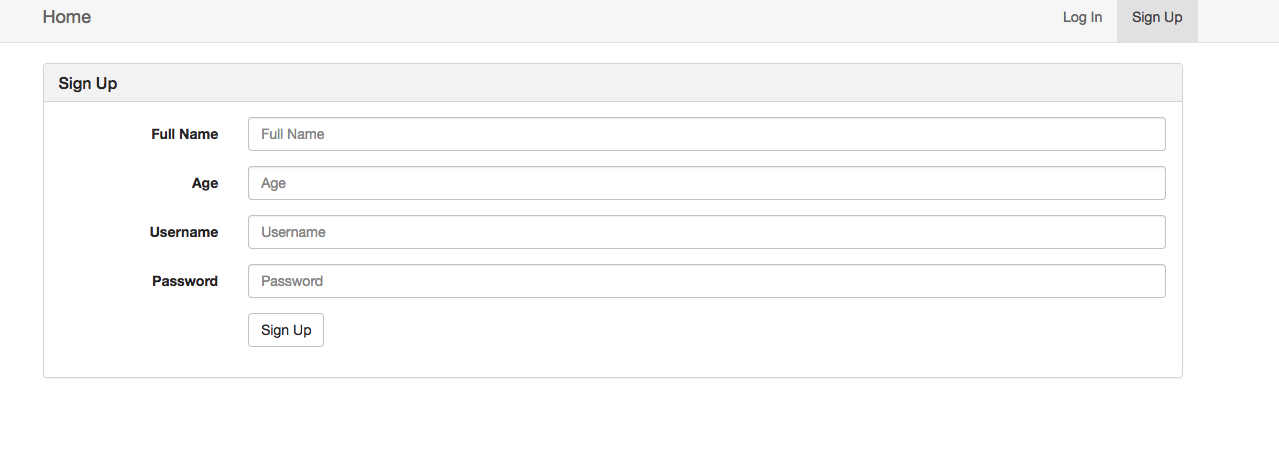 Home Log In Sign Up
Sign Up
Full Name Full Name
Age Age
Username Username
Password Password
Sign Up